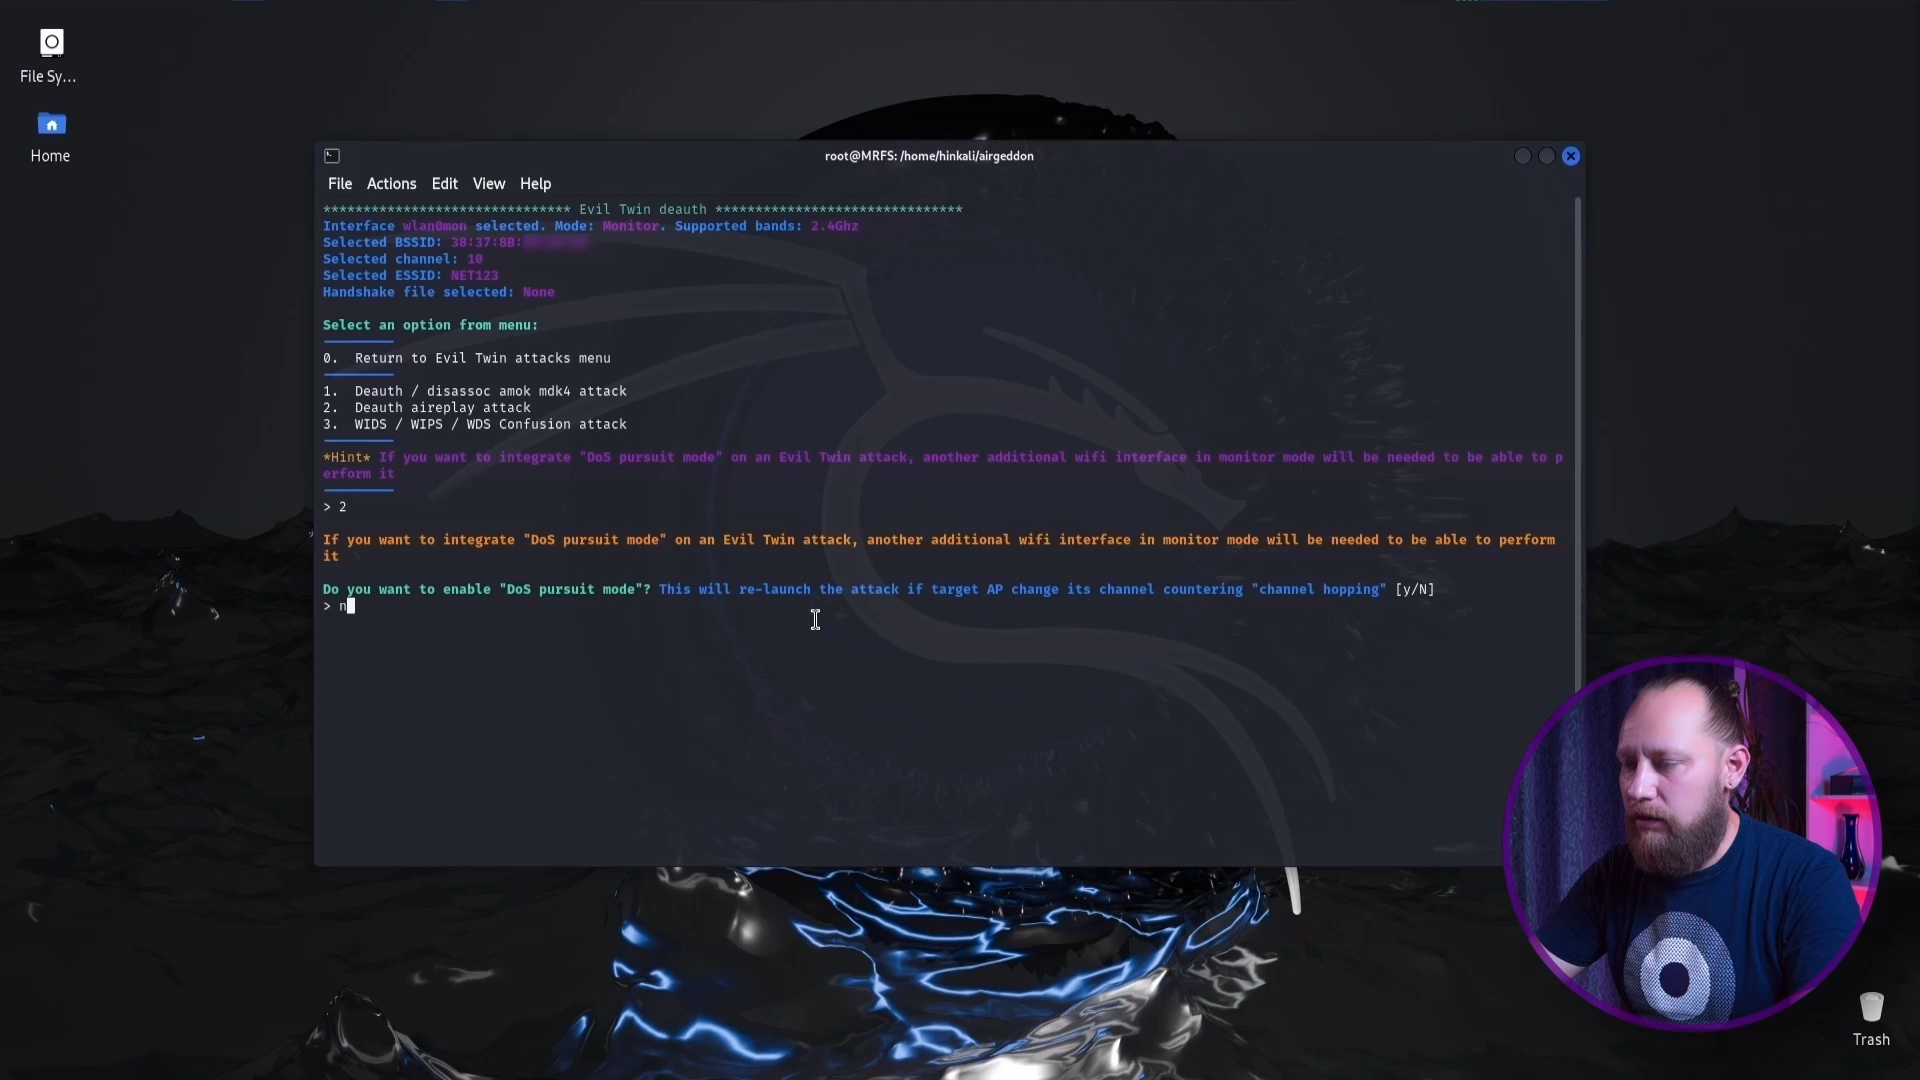 File Sy...
Home
root@MRFS: /home/hinkali/airgeddon
File Actions Edit View Help
******************************* Evil Twin deauth *******************************
Interface wlan0mon selected. Mode: Monitor. Supported bands: 2.4Ghz
Selected BSSID: 38:37:8B:
Selected channel: 10
Selected ESSID: NET123
Handshake file selected: None
Select an option from menu:
0. Return to Evil Twin attacks menu
1. Deauth / disassoc amok mdk4 attack
2. Deauth aireplay attack
3. WIDS / WIPS / WDS Confusion attack
*Hint* If you want to integrate "DoS pursuit mode" on an Evil Twin attack, another additional wifi interface in monitor mode will be needed to be able to p
erform it
> 2
If you want to integrate "DoS pursuit mode" on an Evil Twin attack, another additional wifi interface in monitor mode will be needed to be able to perform
it
Do you want to enable "DoS pursuit mode"? This will re-launch the attack if target AP change its channel countering "channel hopping" [y/N]
> n
Trash